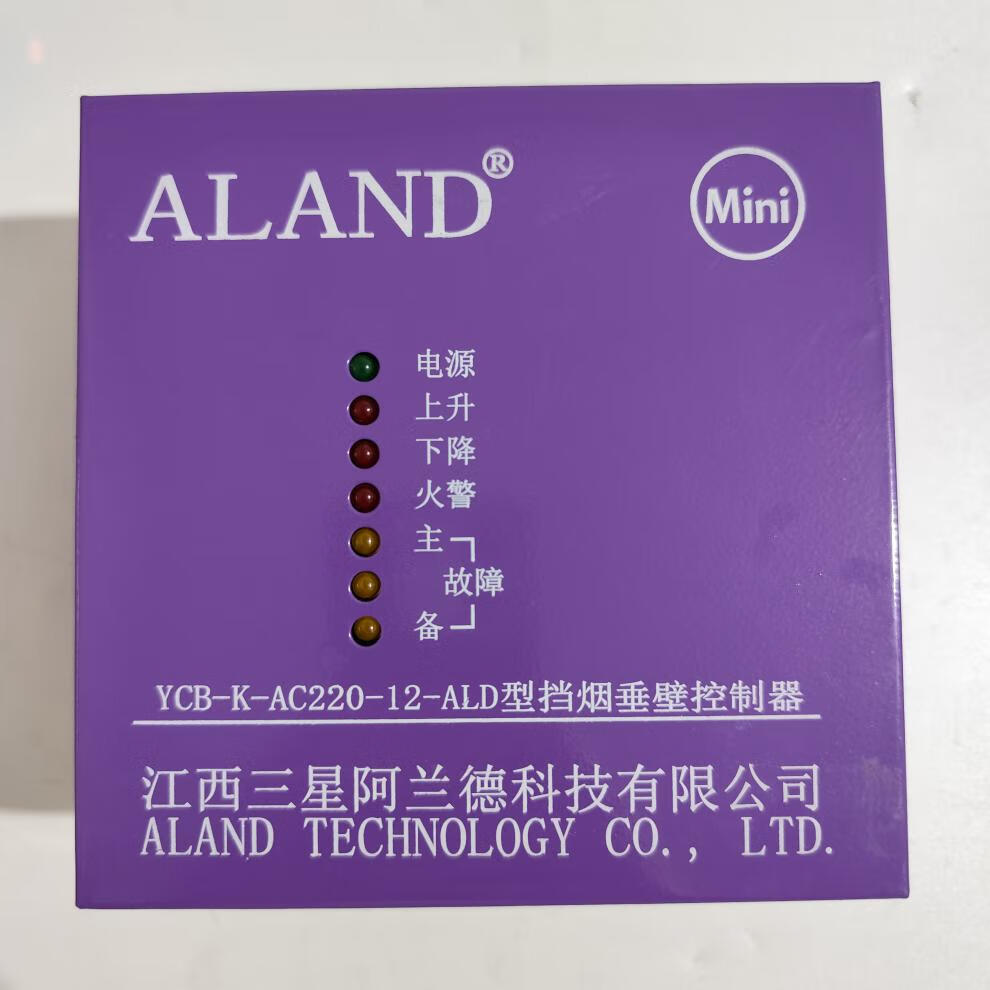 ALAND®
Mini
电源
上升
下降
火警
主
故障
备
YCB-K-AC220-12-ALD型挡烟垂壁控制器
江西三星阿兰德科技有限公司
ALAND TECHNOLOGY CO., LTD.